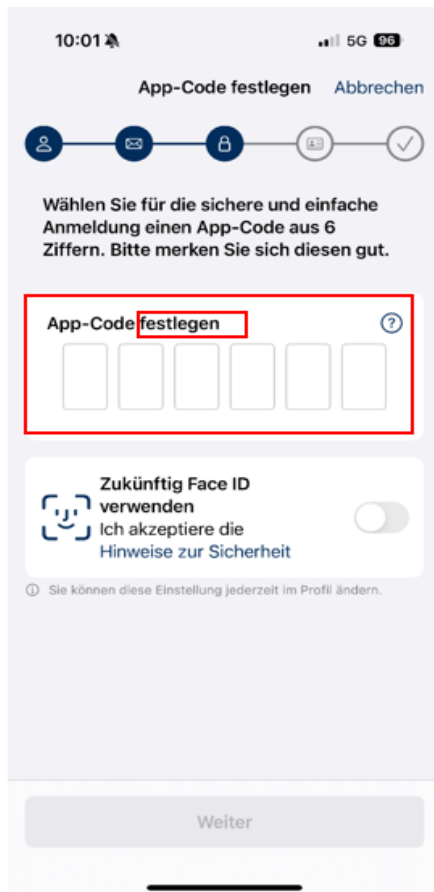 10:01
5G 96
App-Code festlegen Abbrechen
Wählen Sie für die sichere und einfache
Anmeldung einen App-Code aus 6
Ziffern. Bitte merken Sie sich diesen gut.
App-Code festlegen ?
Zukünftig Face ID
verwenden
Ich akzeptiere die
Hinweise zur Sicherheit
Sie können diese Einstellung jederzeit im Profil ändern.
Weiter